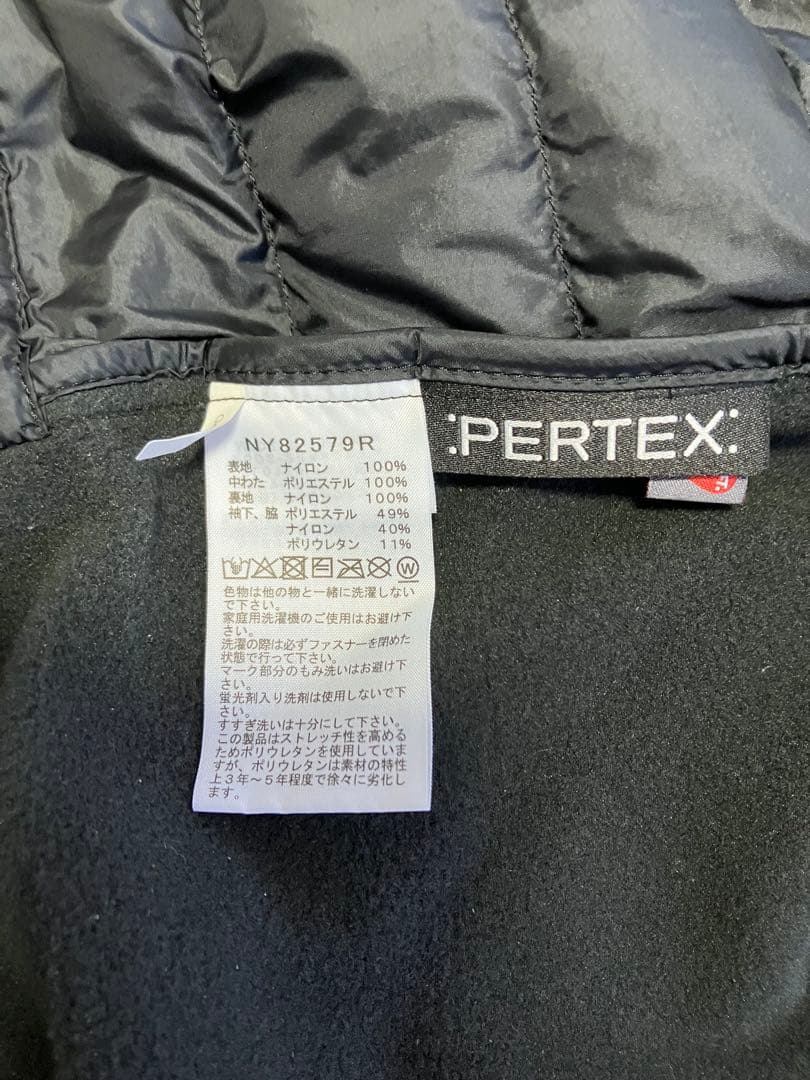 NY82579R
表地 ナイロン 100%
中わた ポリエステル 100%
裏地 ナイロン 100%
袖下、脇 ポリエステル 49%
ナイロン 40%
ポリウレタン 11%
W
色物は他の物と一緒に洗濯しない
で下さい。
家庭用洗濯機のご使用はお避け下
さい。
洗濯の際は必ずファスナーを閉めた
状態で行って下さい。
マーク部分のもみ洗いはお避け下
さい。
蛍光剤入り洗剤は使用しないで下
さい。
すすぎ洗いは十分にして下さい。
この製品はストレッチ性を高める
ためポリウレタンを使用していま
すが、ポリウレタンは素材の特性
上3年～5年程度で徐々に劣化し
ます。
:PERTEX: